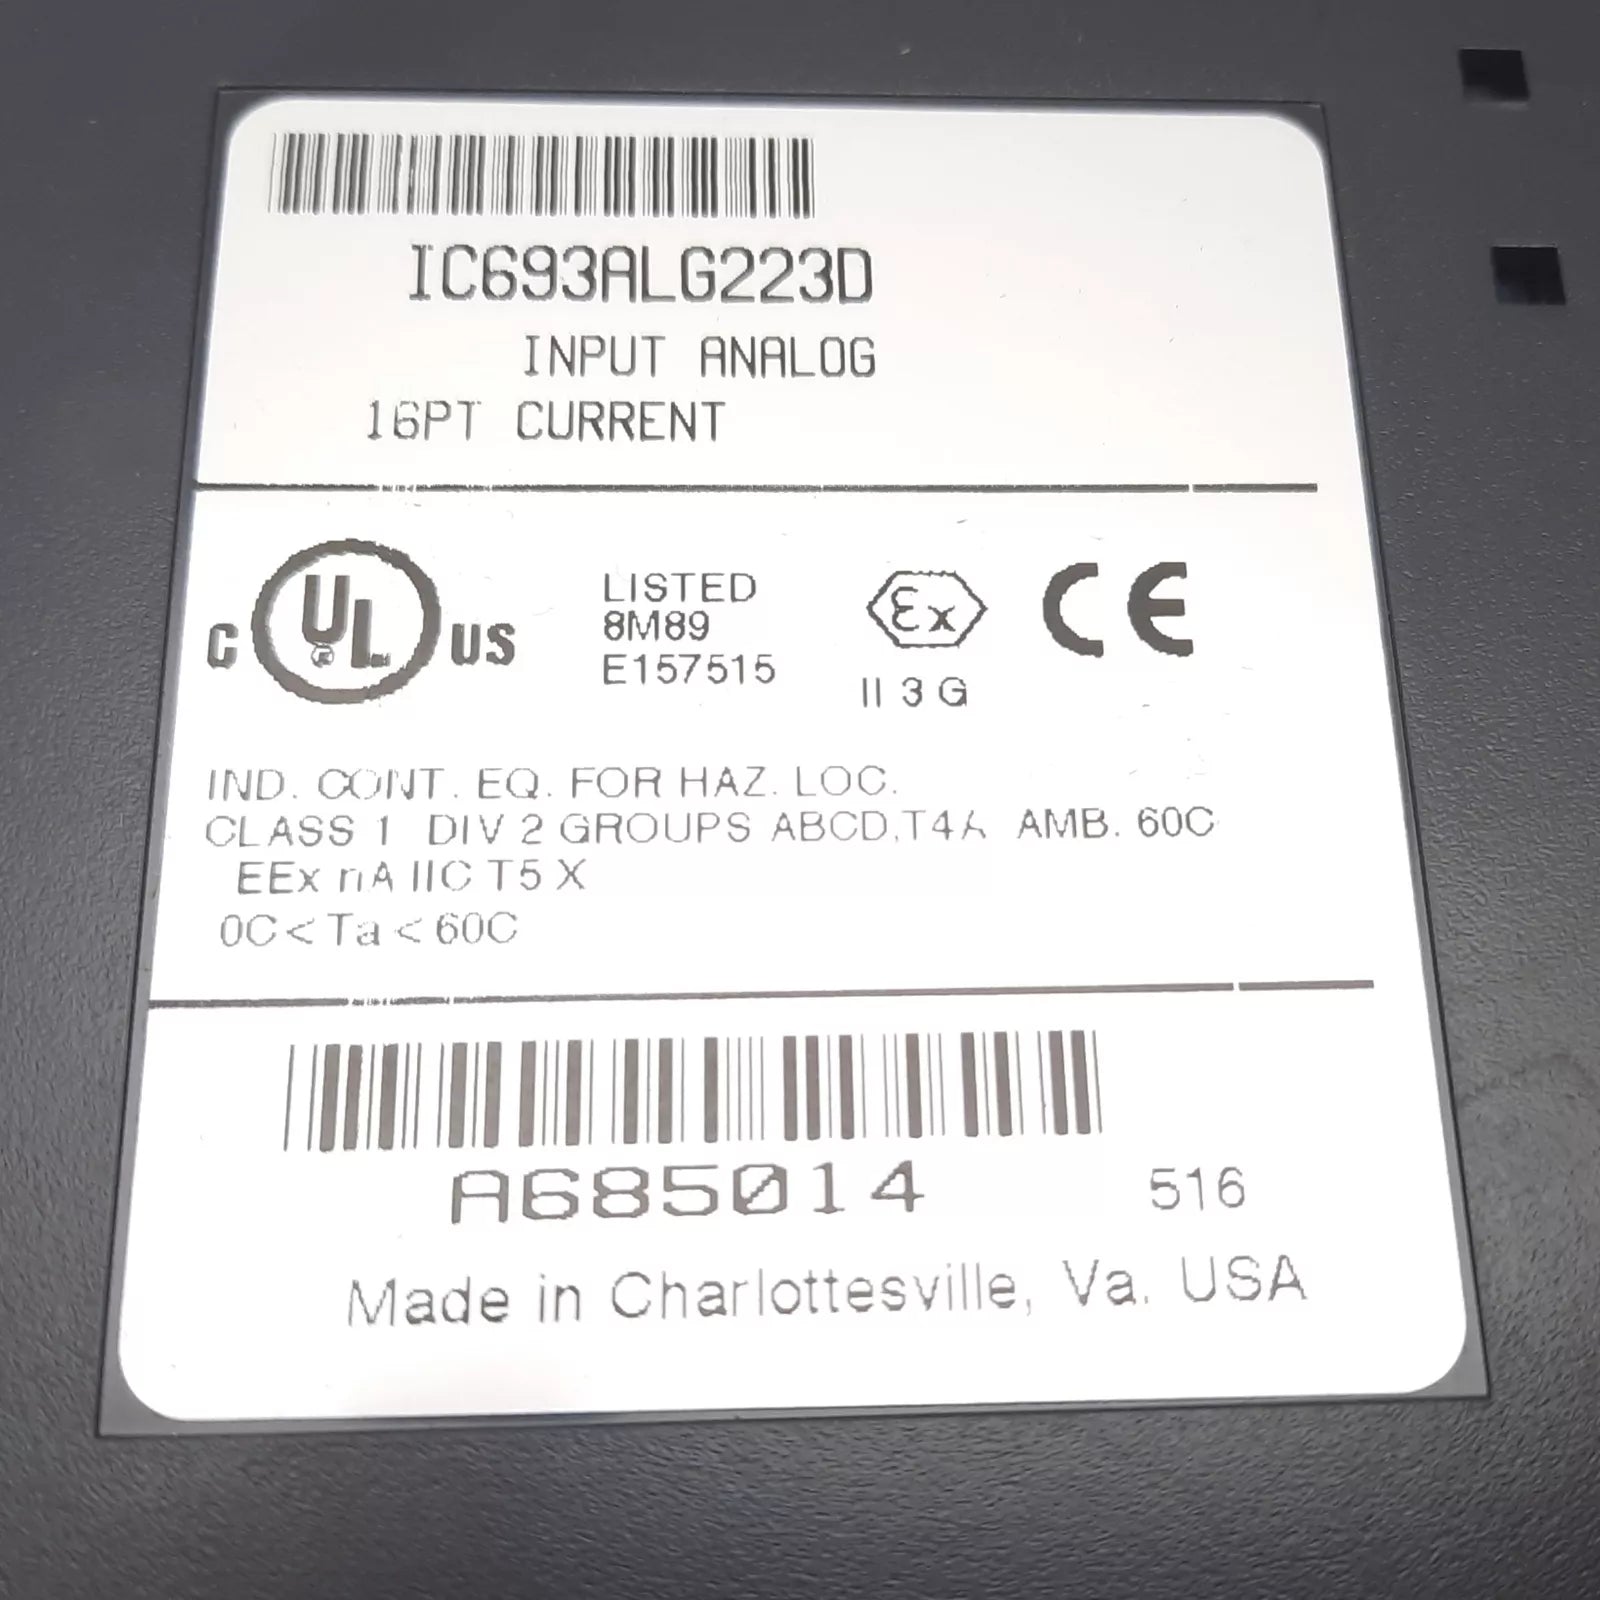 IC693ALG223D
INPUT ANALOG
16PT CURRENT
C UL US
®
LISTED
8M89
E157515
Ex
II 3 G
CE
IND. CONT. EQ. FOR HAZ. LOC.
CLASS 1 DIV 2 GROUPS ABCD,T4A AMB. 60C
EEx nA IIC T5 X
0C<Ta<60C
A685014 516
Made in Charlottesville, Va. USA